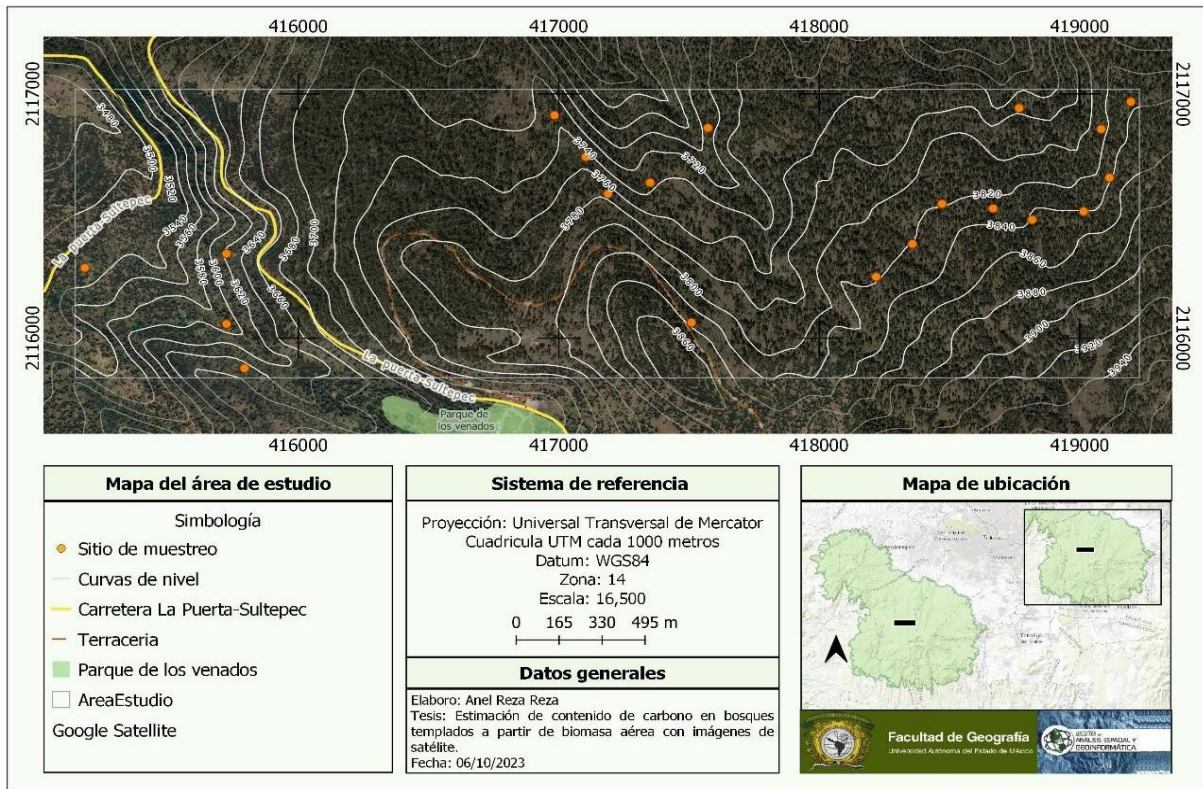 416000 417000 418000 419000
2117000 2117000
2116000 2116000
3480
3500
3520
3540
3560
3580
3600
3620
3640
3660
3680
3700
3740
3760
3780
3720
3800
3860
3820
3840
3860
3880
3900
3920
3940
La puerta-Sultepec
La puerta-Sultepec
Parque de
los venados
416000 417000 418000 419000
Mapa del área de estudio
Simbología
Sitio de muestreo
Curvas de nivel
Carretera La Puerta-Sultepec
Terraceria
Parque de los venados
AreaEstudio
Google Satellite
Sistema de referencia
Proyección: Universal Transversal de Mercator
Cuadricula UTM cada 1000 metros
Datum: WGS84
Zona: 14
Escala: 16,500
0 165 330 495 m
Datos generales
Elaboro: Anel Reza Reza
Tesis: Estimación de contenido de carbono en bosques
templados a partir de biomasa aérea con imágenes de
satélite.
Fecha: 06/10/2023
Mapa de ubicación
Facultad de Geografía
Universidad Autónoma del Estado de México
ANÁLISIS ESPACIAL Y
GEOINFORMÁTICA